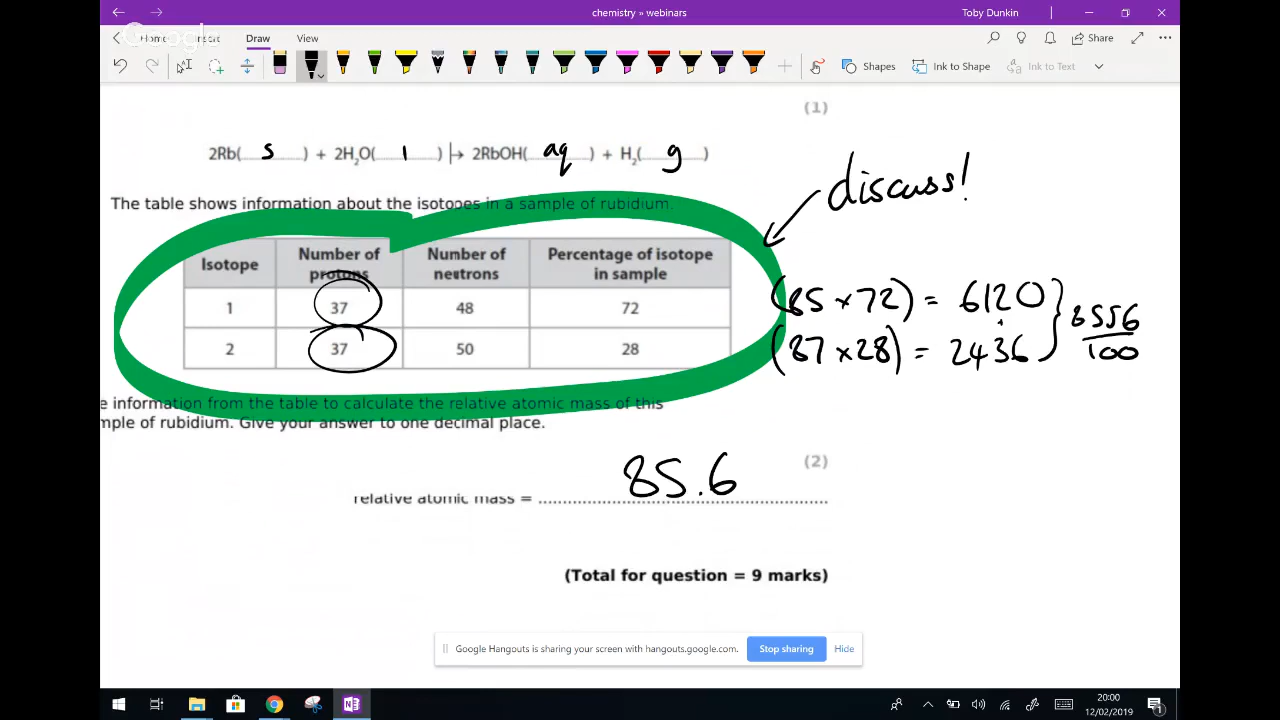 chemistry » webinars
Toby Dunkin
Google
Home
Insert
Draw
View
Share
Shapes
Ink to Shape
Ink to Text
(1)
2Rb( s ) + 2H₂O( l ) → 2RbOH( aq ) + H₂( g )
discuss!
The table shows information about the isotopes in a sample of rubidium.
Isotope | Number of protons | Number of neutrons | Percentage of isotope in sample
1 | 37 | 48 | 72
2 | 37 | 50 | 28
(85 × 72) = 6120
(87 × 28) = 2436
8556
100
e information from the table to calculate the relative atomic mass of this
mple of rubidium. Give your answer to one decimal place.
(2)
relative atomic mass = 85.6
(Total for question = 9 marks)
Google Hangouts is sharing your screen with hangouts.google.com.
Stop sharing
Hide
20:00
12/02/2019